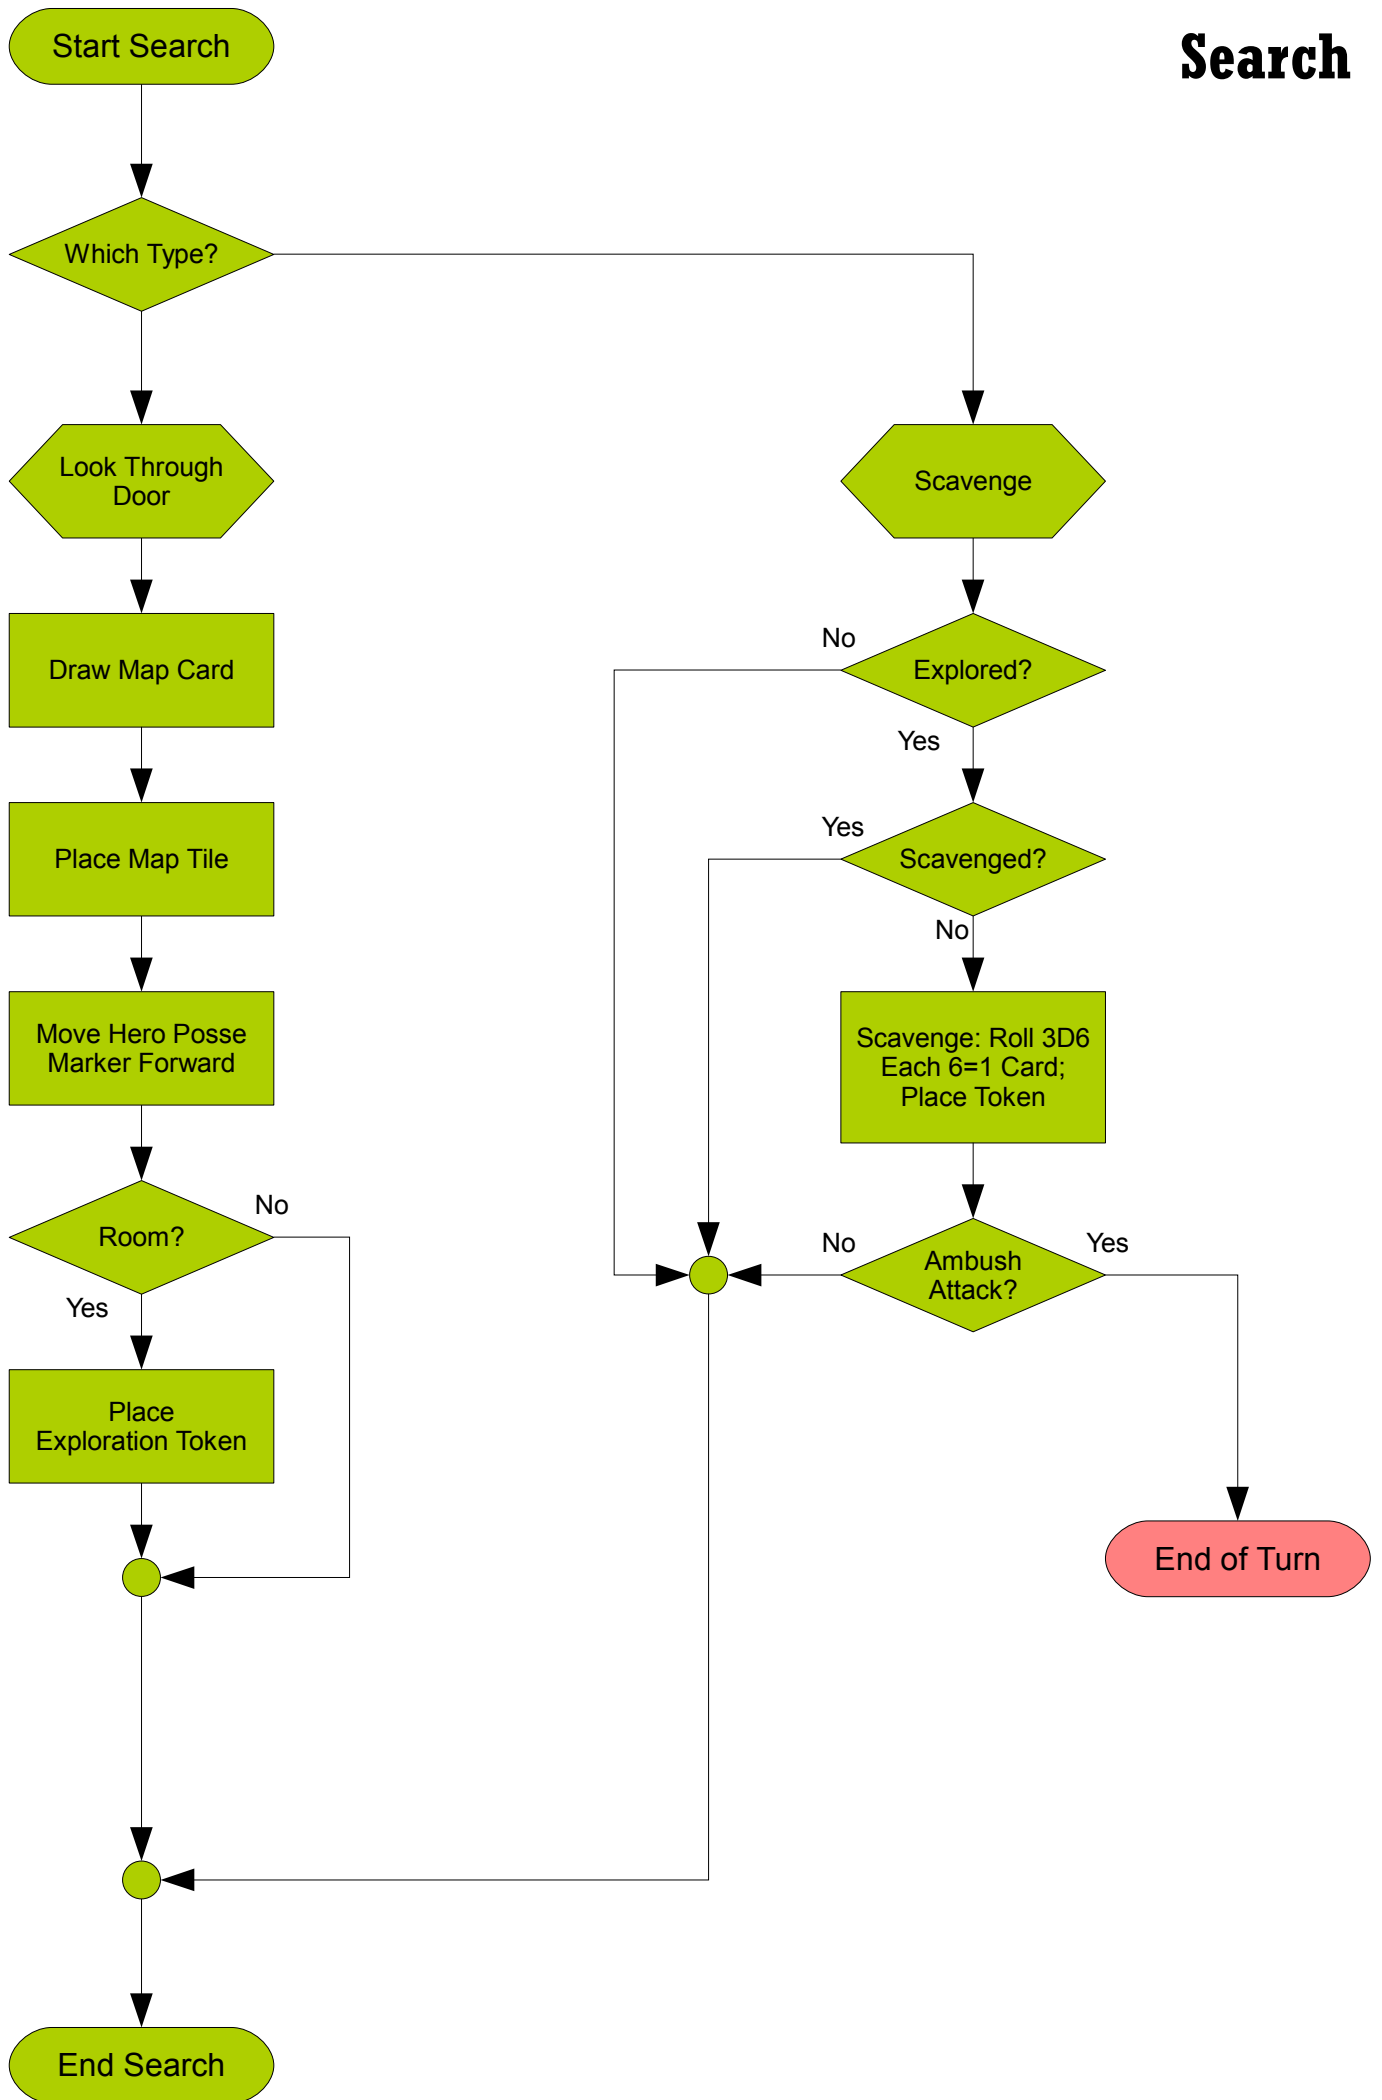 Start Search
Search
Which Type?
Look Through
Door
Scavenge
Draw Map Card
No
Explored?
Yes
Place Map Tile
Yes
Scavenged?
No
Move Hero Posse
Marker Forward
Scavenge: Roll 3D6
Each 6=1 Card;
Place Token
Room?
No
Yes
No
Ambush
Attack?
Yes
Place
Exploration Token
End of Turn
End Search